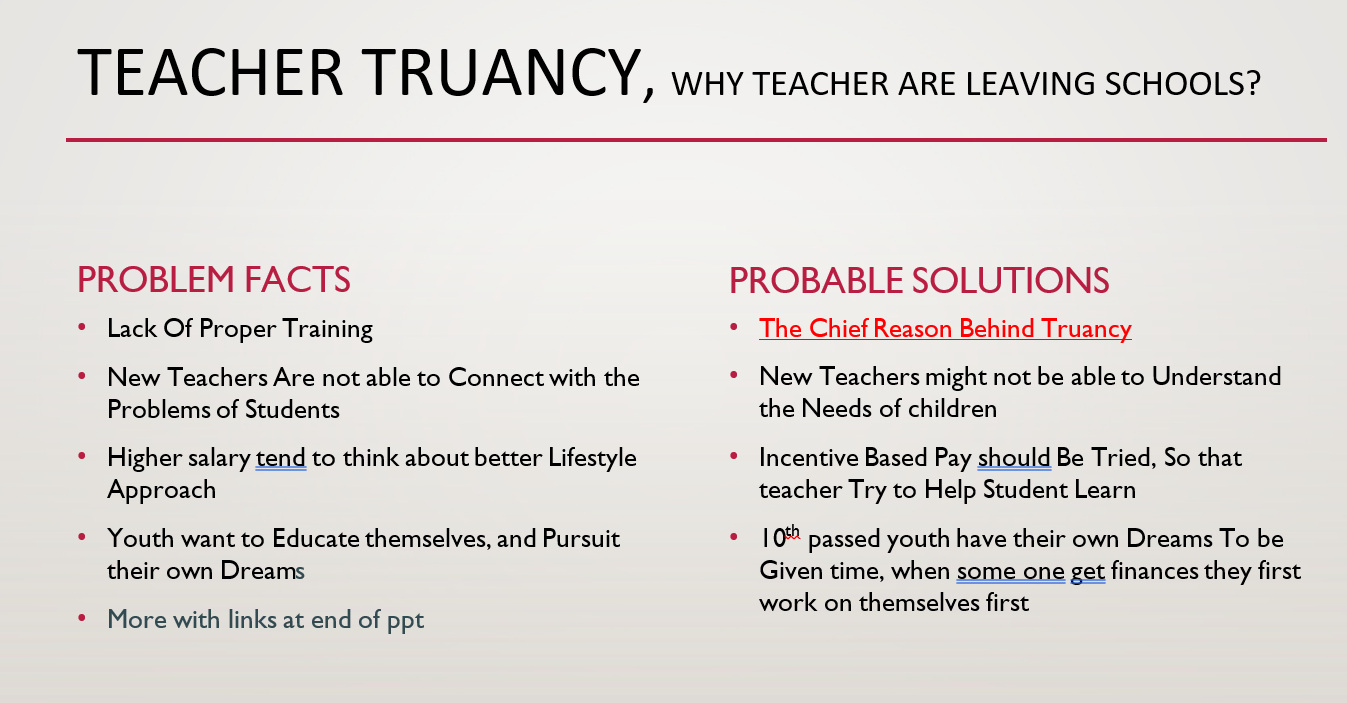 TEACHER TRUANCY, WHY TEACHER ARE LEAVING SCHOOLS?
PROBLEM FACTS
• Lack Of Proper Training
• New Teachers Are not able to Connect with the
Problems of Students
• Higher salary tend to think about better Lifestyle
Approach
• Youth want to Educate themselves, and Pursuit
their own Dreams
• More with links at end of ppt
PROBABLE SOLUTIONS
• The Chief Reason Behind Truancy
• New Teachers might not be able to Understand
the Needs of children
• Incentive Based Pay should Be Tried, So that
teacher Try to Help Student Learn
• 10th passed youth have their own Dreams To be
Given time, when some one get finances they first
work on themselves first